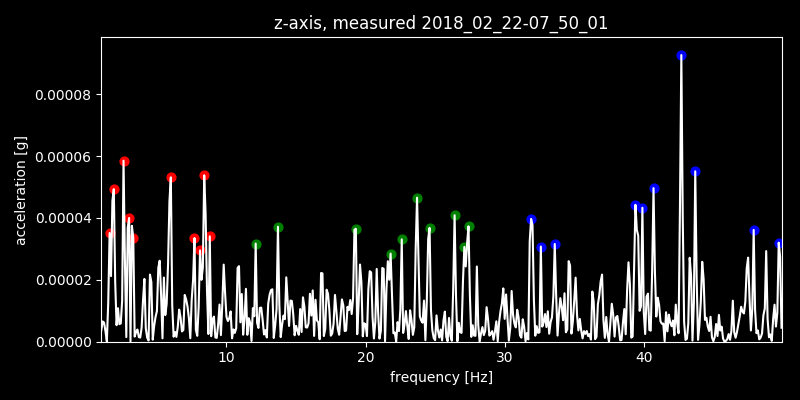 z-axis, measured 2018_02_22-07_50_01
acceleration [g]
0.00008
0.00006
0.00004
0.00002
0.00000
10 20 30 40
frequency [Hz]